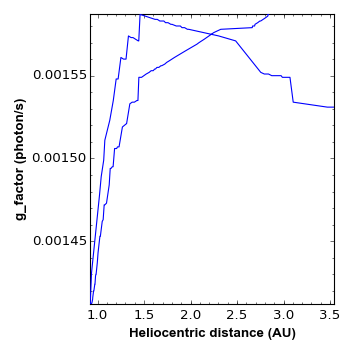 0.00155
0.00150
0.00145
g_factor (photon/s)
1.0 1.5 2.0 2.5 3.0 3.5
Heliocentric distance (AU)